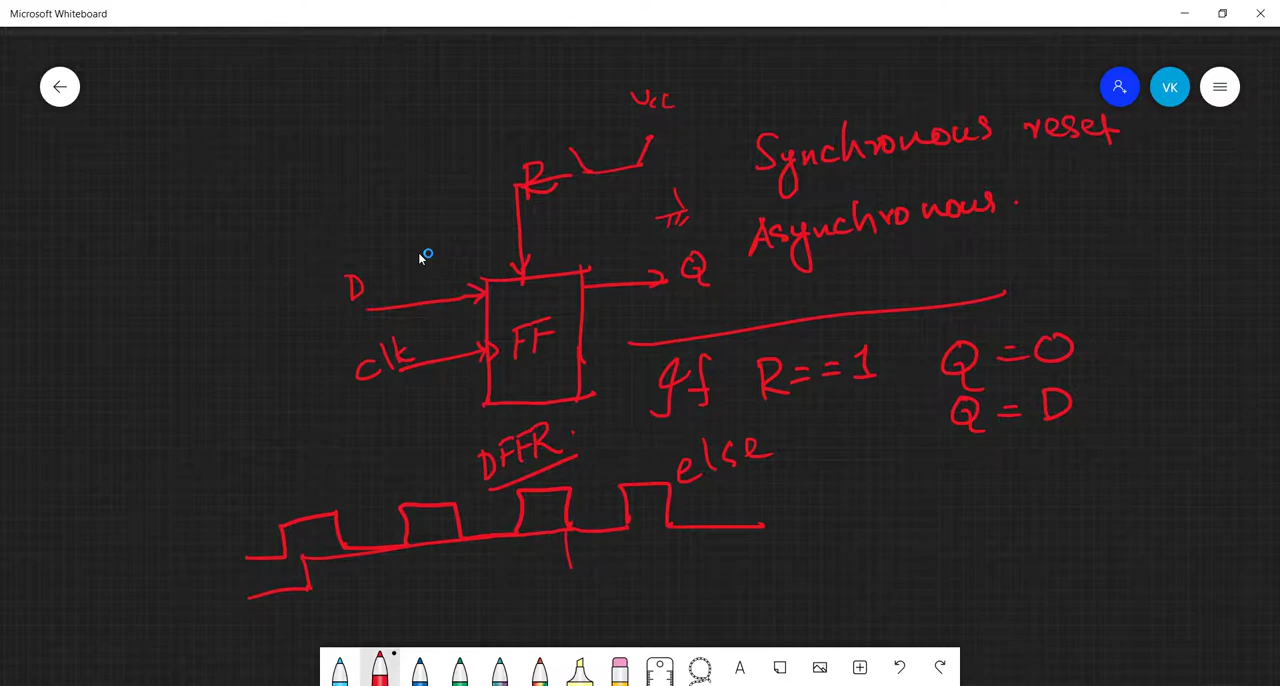 Microsoft Whiteboard
VK
Vcc
R
Synchronous reset
Asynchronous.
D
Q
clk
FF
If R==1 Q=0
Q=D
DFFR.
else
A